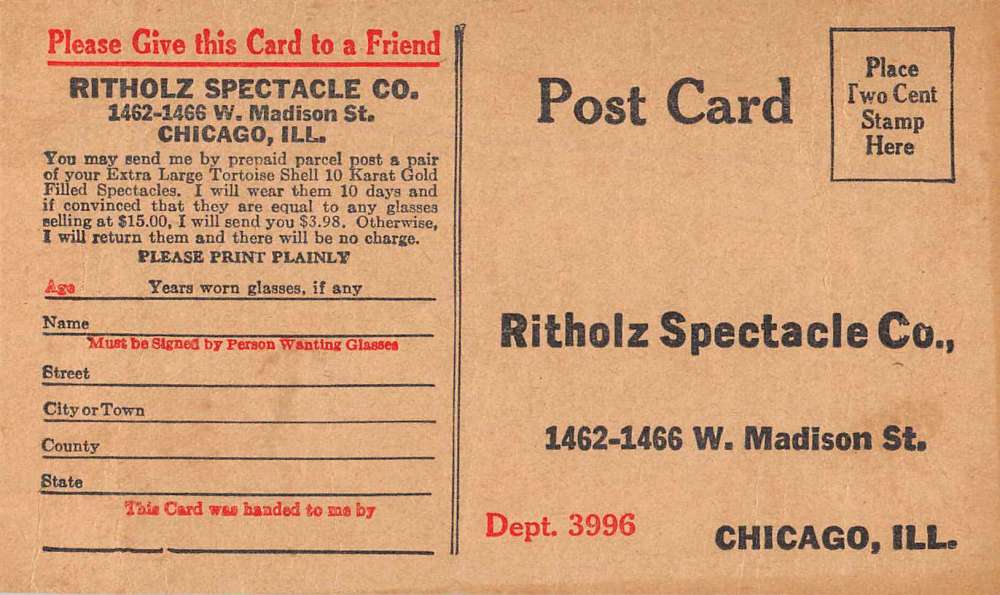 Please Give this Card to a Friend
RITHOLZ SPECTACLE CO.
1462-1466 W. Madison St.
CHICAGO, ILL.
You may send me by prepaid parcel post a pair
of your Extra Large Tortoise Shell 10 Karat Gold
Filled Spectacles. I will wear them 10 days and
if convinced that they are equal to any glasses
selling at $15.00, I will send you $3.98. Otherwise,
I will return them and there will be no charge.
PLEASE PRINT PLAINLY
Age Years worn glasses, if any
Name
Must be Signed by Person Wanting Glasses
Street
City or Town
County
State
This Card was handed to me by
Post Card
Place
Two Cent
Stamp
Here
Ritholz Spectacle Co.,
1462-1466 W. Madison St.
Dept. 3996
CHICAGO, ILL.